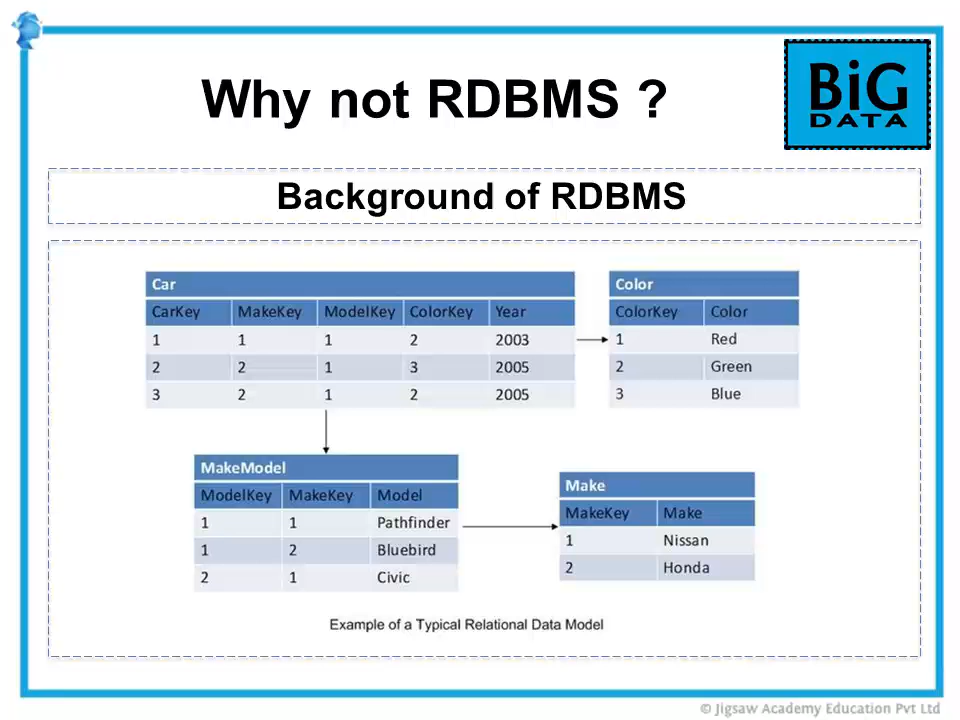 Why not RDBMS ?
BiG
DATA
Background of RDBMS
Car
CarKey MakeKey ModelKey ColorKey Year
1 1 1 2 2003
2 2 1 3 2005
3 2 1 2 2005
Color
ColorKey Color
1 Red
2 Green
3 Blue
MakeModel
ModelKey MakeKey Model
1 1 Pathfinder
1 2 Bluebird
2 1 Civic
Make
MakeKey Make
1 Nissan
2 Honda
Example of a Typical Relational Data Model
© Jigsaw Academy Education Pvt Ltd